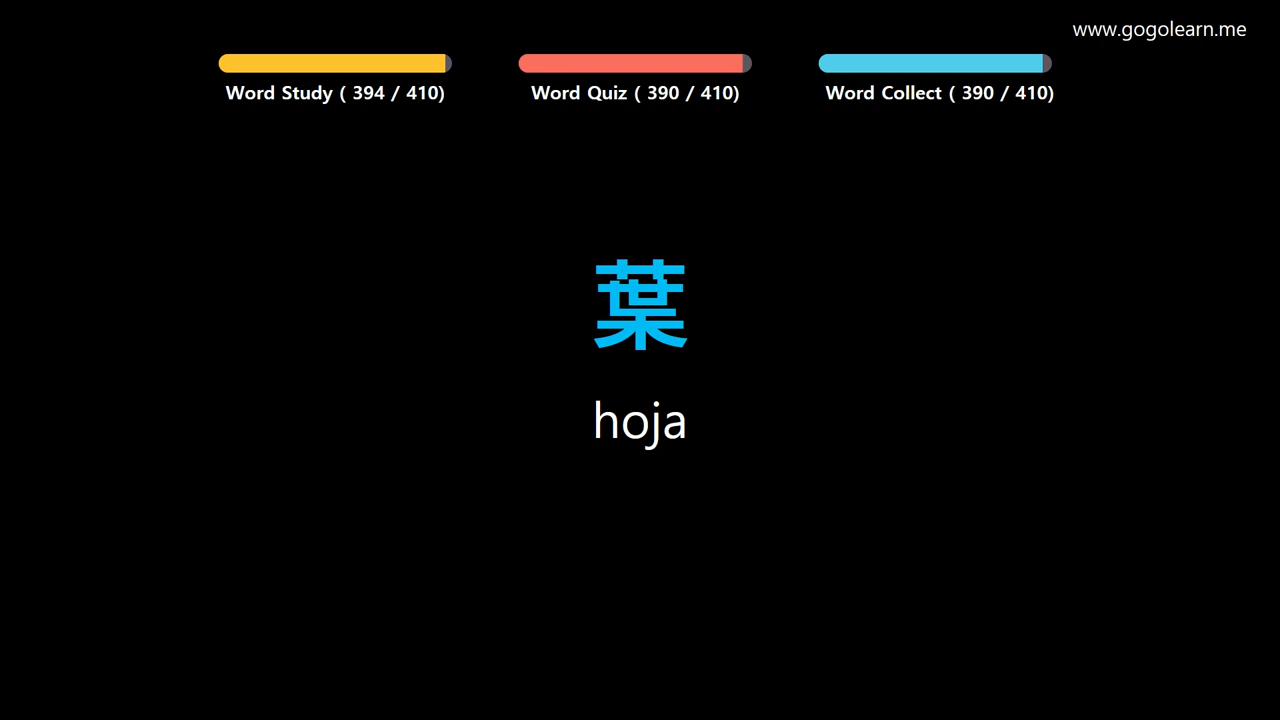 www.gogolearn.me
Word Study ( 394 / 410)
Word Quiz ( 390 / 410)
Word Collect ( 390 / 410)
葉
hoja